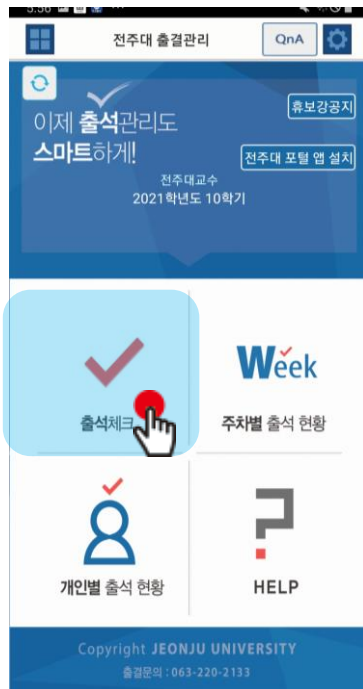 전주대 출결관리
QnA
이제 출석관리도
스마트하게!
휴보강공지
전주대 포털 앱 설치
전주대교수
2021학년도 10학기
출석체크
Week
주차별 출석 현황
개인별 출석 현황
?
HELP
Copyright JEONJU UNIVERSITY
출결문의 : 063-220-2133